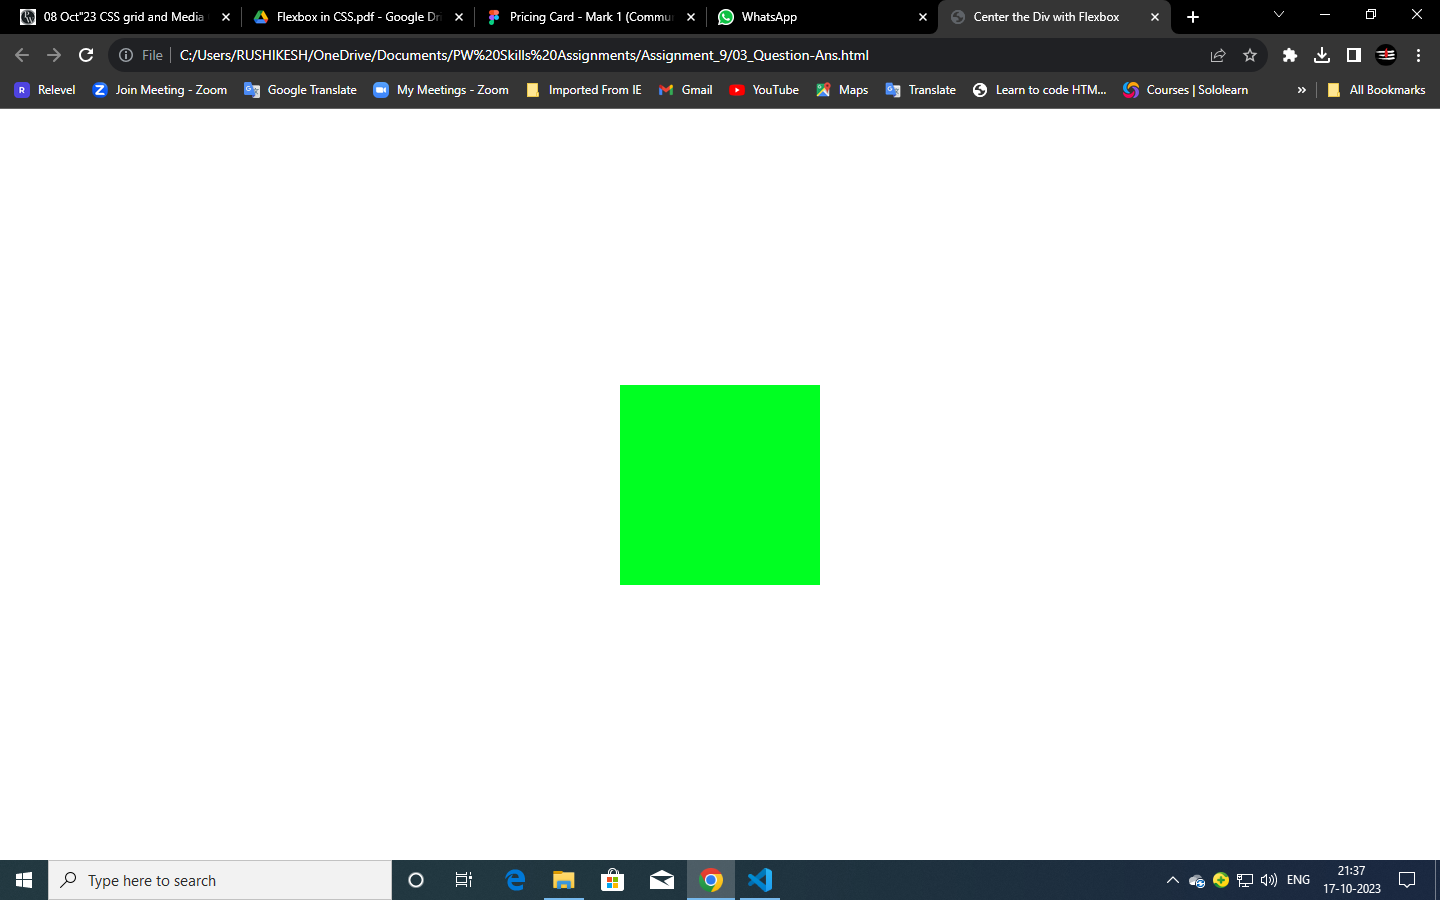 08 Oct"23 CSS grid and Media
Flexbox in CSS.pdf - Google Dri
Pricing Card - Mark 1 (Commun
WhatsApp
Center the Div with Flexbox
File
C:/Users/RUSHIKESH/OneDrive/Documents/PW%20Skills%20Assignments/Assignment_9/03_Question-Ans.html
R Relevel
Z Join Meeting - Zoom
Google Translate
My Meetings - Zoom
Imported From IE
Gmail
YouTube
Maps
Translate
Learn to code HTM...
Courses | Sololearn
»
All Bookmarks
Type here to search
ENG
21:37
17-10-2023